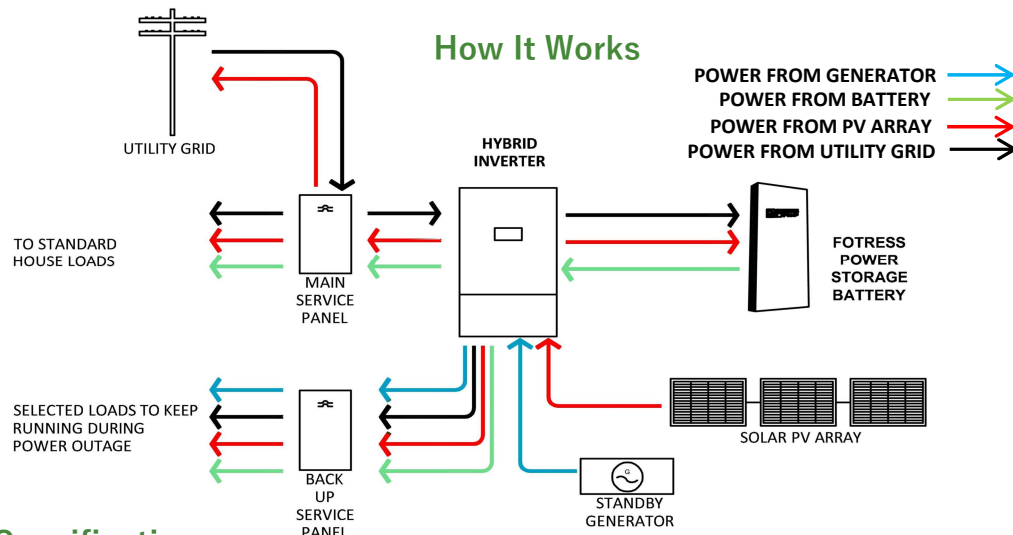 How It Works
POWER FROM GENERATOR
POWER FROM BATTERY
POWER FROM PV ARRAY
POWER FROM UTILITY GRID
UTILITY GRID
HYBRID
INVERTER
TO STANDARD
HOUSE LOADS
MAIN
SERVICE
PANEL
FOTRESS
POWER
STORAGE
BATTERY
SELECTED LOADS TO KEEP
RUNNING DURING
POWER OUTAGE
BACK
UP
SERVICE
PANEL
SOLAR PV ARRAY
G
STANDBY
GENERATOR